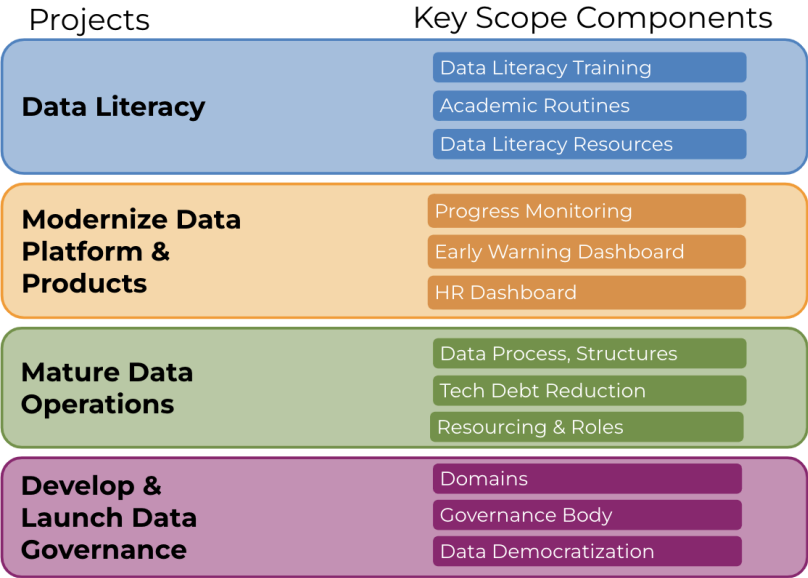 Projects
Key Scope Components
Data Literacy
Data Literacy Training
Academic Routines
Data Literacy Resources
Modernize Data
Platform &
Products
Progress Monitoring
Early Warning Dashboard
HR Dashboard
Mature Data
Operations
Data Process, Structures
Tech Debt Reduction
Resourcing & Roles
Develop &
Launch Data
Governance
Domains
Governance Body
Data Democratization